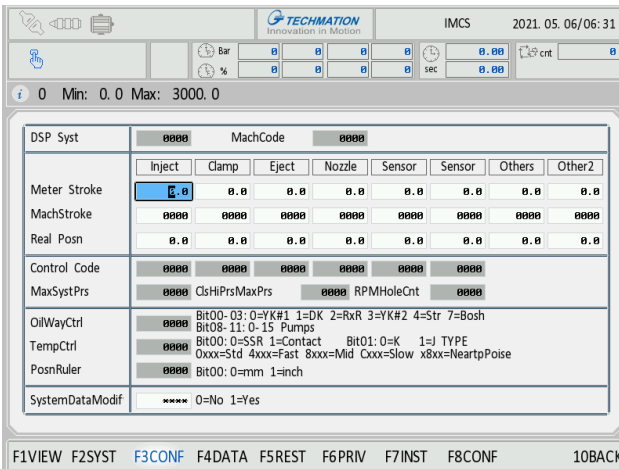 TECHMATION
Innovation in Motion
IMCS
2021. 05. 06/06: 31
Bar 0 0 0 0 0.00 cnt 0
% 0 0 0 0 sec 0.00
i 0 Min: 0. 0 Max: 3000. 0
DSP Syst 0000 MachCode 0000
Inject Clamp Eject Nozzle Sensor Sensor Others Other2
Meter Stroke 0.0 0.0 0.0 0.0 0.0 0.0 0.0 0.0
MachStroke 0000 0000 0000 0000 0000 0000 0000 0000
Real Posn 0.0 0.0 0.0 0.0 0.0 0.0 0.0 0.0
Control Code 0000 0000 0000 0000 0000 0000
MaxSystPrs 0000 ClsHiPrsMaxPrs 0000 RPMHoleCnt 0000
OilWayCtrl 0000 Bit00-03: 0=YK#1 1=DK 2=RxR 3=YK#2 4=Str 7=Bosh
Bit08-11: 0-15 Pumps
TempCtrl 0000 Bit00: 0=SSR 1=Contact Bit01: 0=K 1=J TYPE
0xxx=Std 4xxx=Fast 8xxx=Mid Cxxx=Slow x8xx=NeartpPoise
PosnRuler 0000 Bit00: 0=mm 1=inch
SystemDataModif **** 0=No 1=Yes
F1VIEW F2SYST F3CONF F4DATA F5REST F6PRIV F7INST F8CONF 10BACK